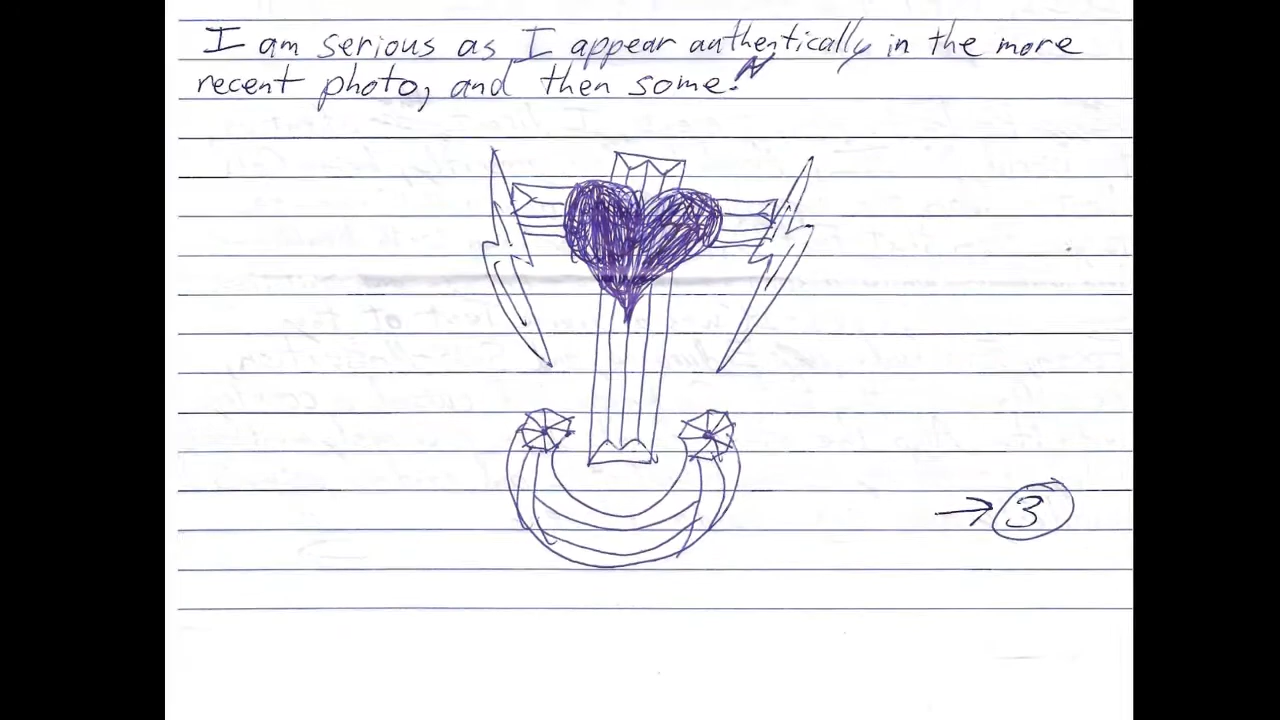 I am serious as I appear authentically in the more
recent photo, and then some!
→ 3